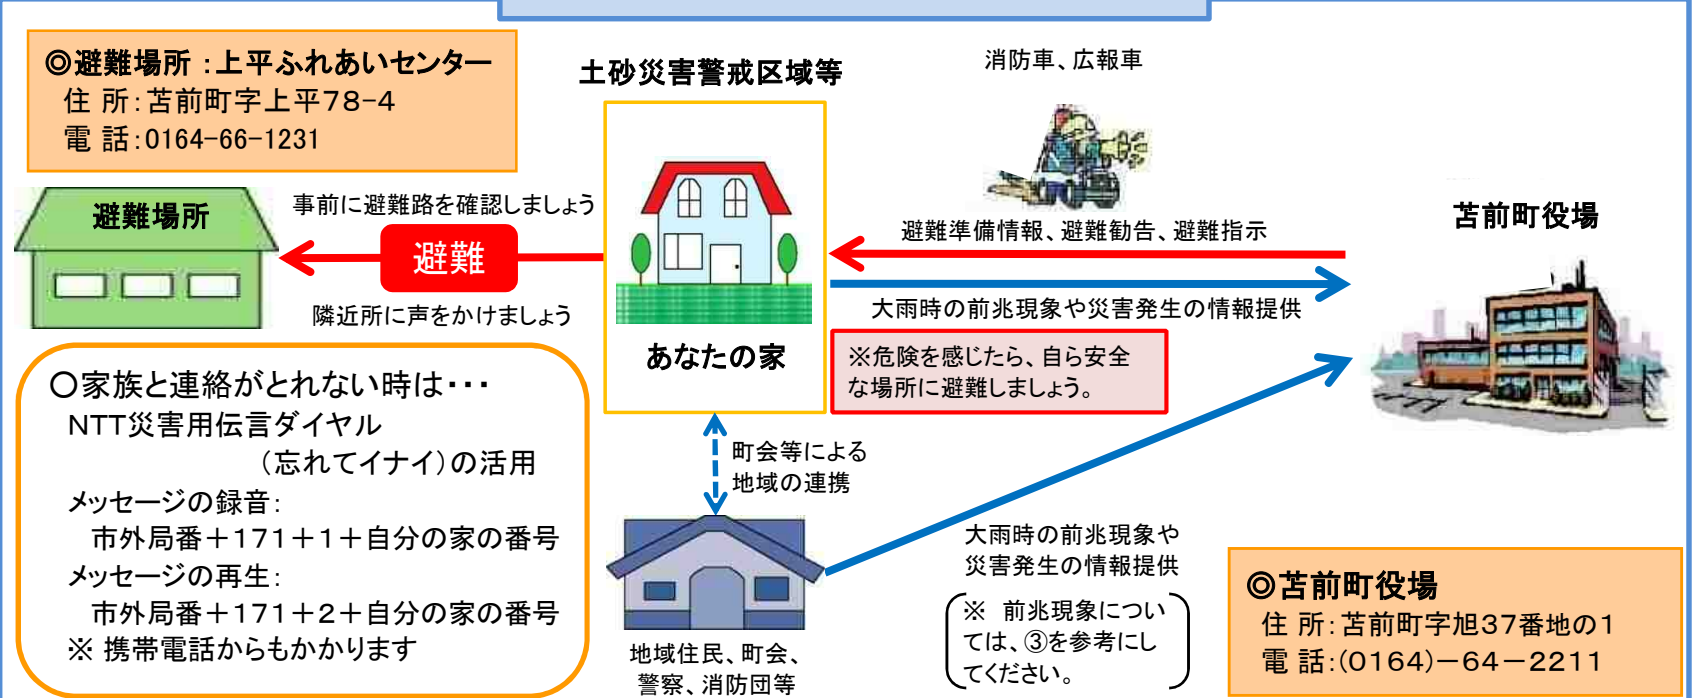 ◎避難場所：上平ふれあいセンター
住 所：苫前町字上平７８－４
電 話：0164-66-1231
避難場所
事前に避難路を確認しましょう
避難
隣近所に声をかけましょう
土砂災害警戒区域等
あなたの家
消防車、広報車
避難準備情報、避難勧告、避難指示
大雨時の前兆現象や災害発生の情報提供
※危険を感じたら、自ら安全
な場所に避難しましょう。
苫前町役場
○家族と連絡がとれない時は・・・
NTT災害用伝言ダイヤル
（忘れてイナイ）の活用
メッセージの録音：
市外局番＋１７１＋１＋自分の家の番号
メッセージの再生：
市外局番＋１７１＋２＋自分の家の番号
※ 携帯電話からもかかります
町会等による
地域の連携
地域住民、町会、
警察、消防団等
大雨時の前兆現象や
災害発生の情報提供
※ 前兆現象につい
ては、③を参考にし
てください。
◎苫前町役場
住 所：苫前町字旭３７番地の１
電 話：（０１６４）－６４－２２１１